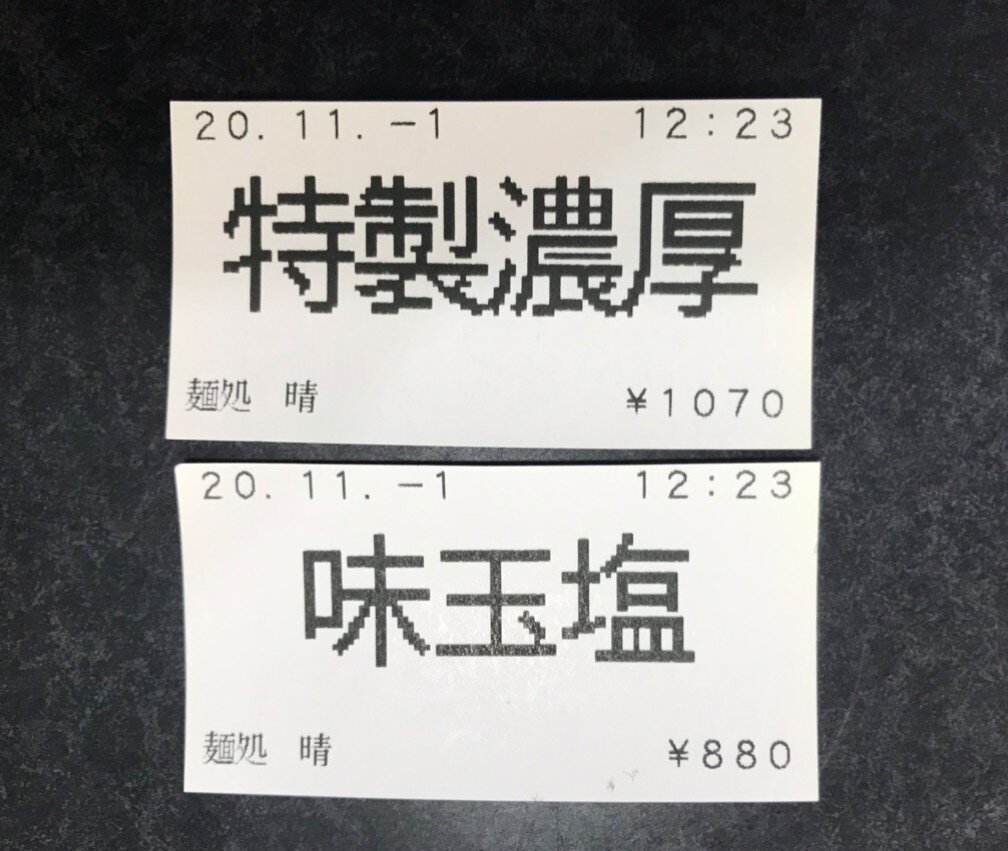 20. 11. -1 12:23
特製濃厚
麺処 晴 ¥1070
20. 11. -1 12:23
味玉塩
麺処 晴 ¥880